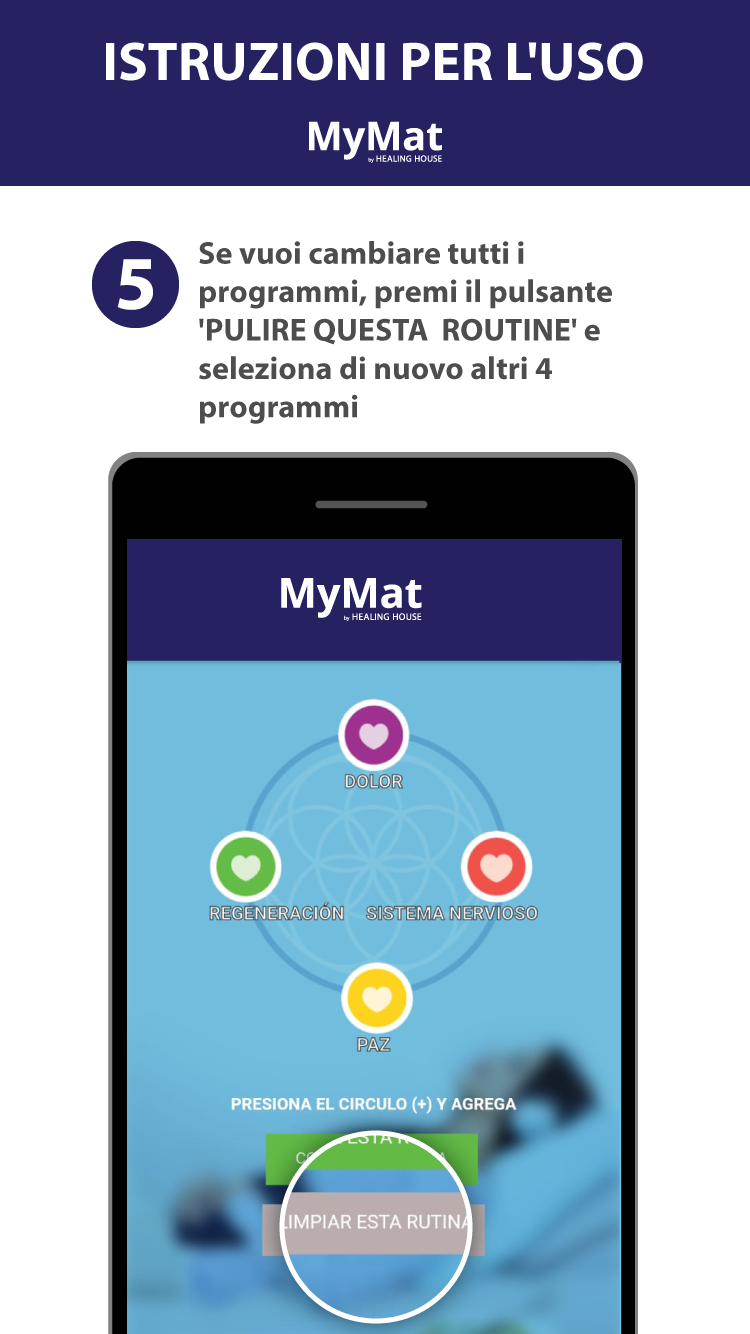 ISTRUZIONI PER L'USO
MyMat
by HEALING HOUSE
5
Se vuoi cambiare tutti i
programmi, premi il pulsante
'PULIRE QUESTA ROUTINE' e
seleziona di nuovo altri 4
programmi
MyMat
by HEALING HOUSE
DOLOR
REGENERACIÓN SISTEMA NERVIOSO
PAZ
PRESIONA EL CIRCULO (+) Y AGREGA
ESTA
LIMPIAR ESTA RUTINA